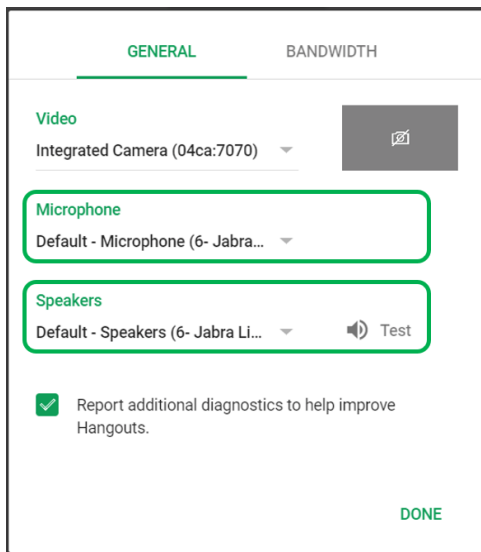 GENERAL BANDWIDTH
Video
Integrated Camera (04ca:7070)
Microphone
Default - Microphone (6- Jabra...
Speakers
Default - Speakers (6- Jabra Li...
Test
Report additional diagnostics to help improve
Hangouts.
DONE